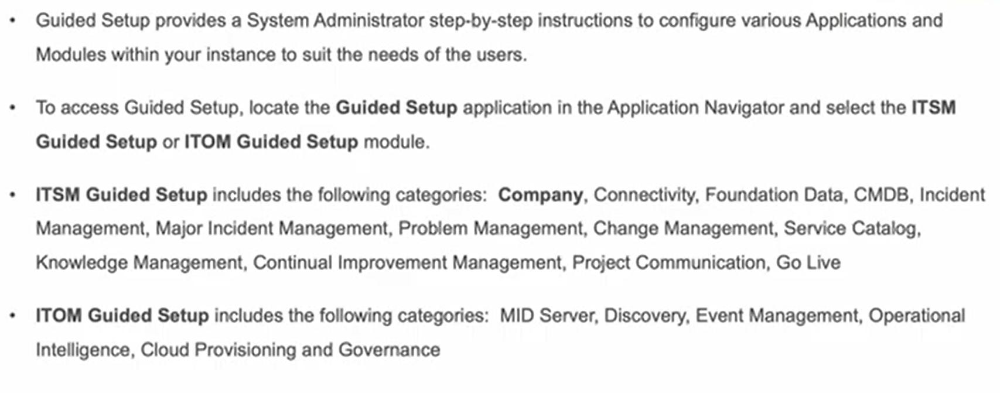 • Guided Setup provides a System Administrator step-by-step instructions to configure various Applications and
Modules within your instance to suit the needs of the users.
• To access Guided Setup, locate the Guided Setup application in the Application Navigator and select the ITSM
Guided Setup or ITOM Guided Setup module.
• ITSM Guided Setup includes the following categories: Company, Connectivity, Foundation Data, CMDB, Incident
Management, Major Incident Management, Problem Management, Change Management, Service Catalog,
Knowledge Management, Continual Improvement Management, Project Communication, Go Live
• ITOM Guided Setup includes the following categories: MID Server, Discovery, Event Management, Operational
Intelligence, Cloud Provisioning and Governance